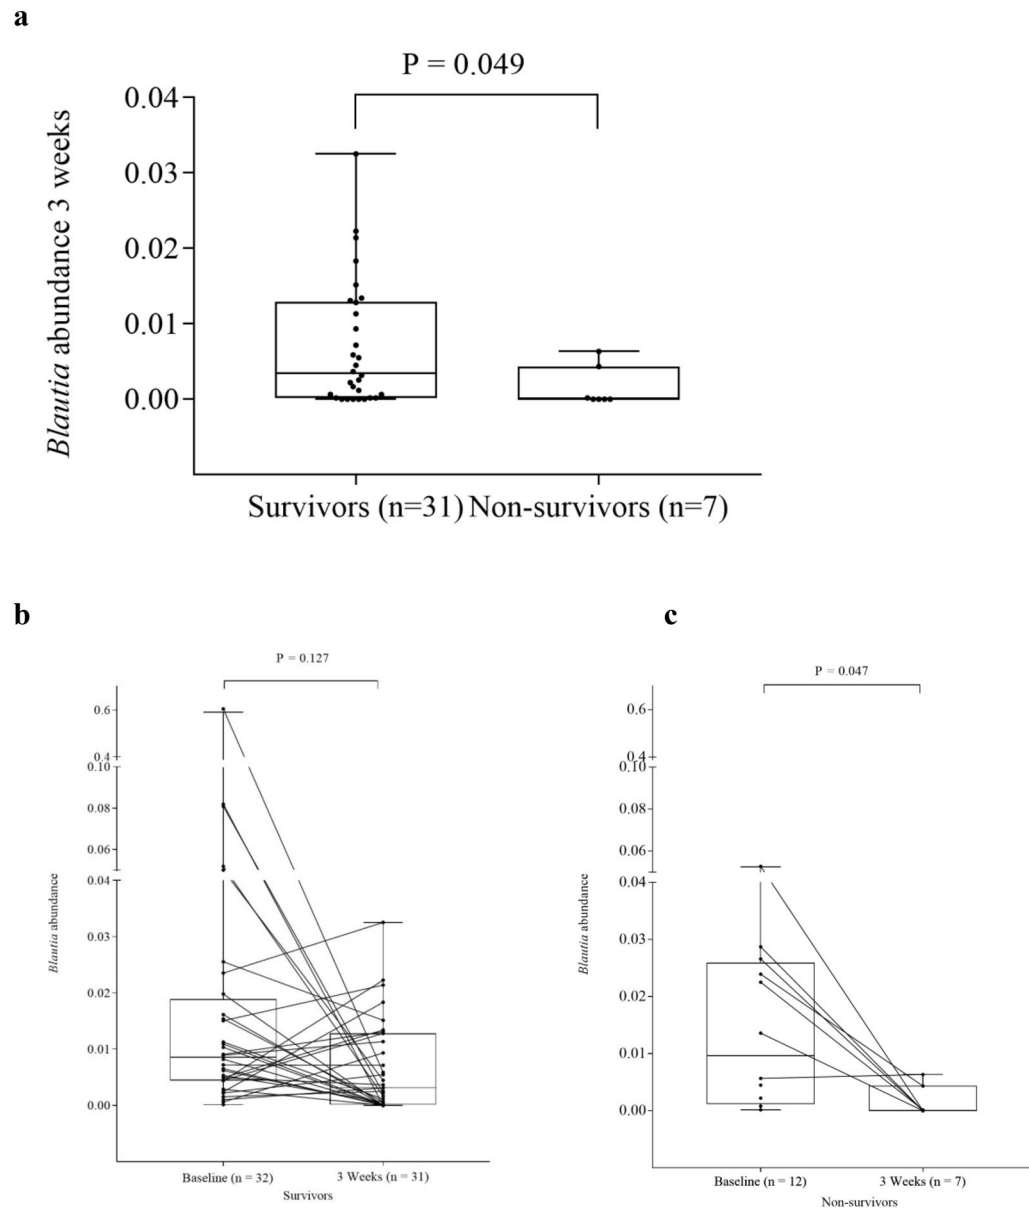 a
P = 0.049
Blautia abundance 3 weeks
0.04
0.03
0.02
0.01
0.00
Survivors (n=31) Non-survivors (n=7)
b
P = 0.127
Blautia abundance
0.6
0.4
0.10
0.08
0.06
0.04
0.03
0.02
0.01
0.00
Baseline (n = 32) 3 Weeks (n = 31)
Survivors
c
P = 0.047
Blautia abundance
0.6
0.4
0.10
0.08
0.06
0.04
0.03
0.02
0.01
0.00
Baseline (n = 12) 3 Weeks (n = 7)
Non-survivors